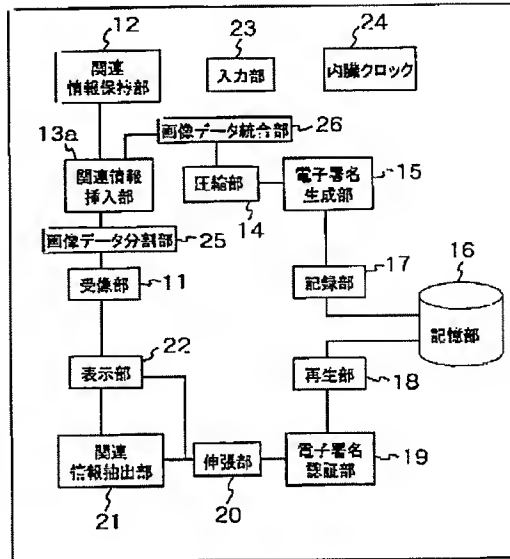 12
23
24
関連
情報保持部
入力部
内臓クロック
13a
画像データ統合部
26
関連情報
挿入部
圧縮部
14
電子署名
生成部
15
画像データ分割部
25
受像部
11
記録部
17
16
記憶部
22
表示部
再生部
18
関連
情報抽出部
21
伸張部
20
電子署名
認証部
19